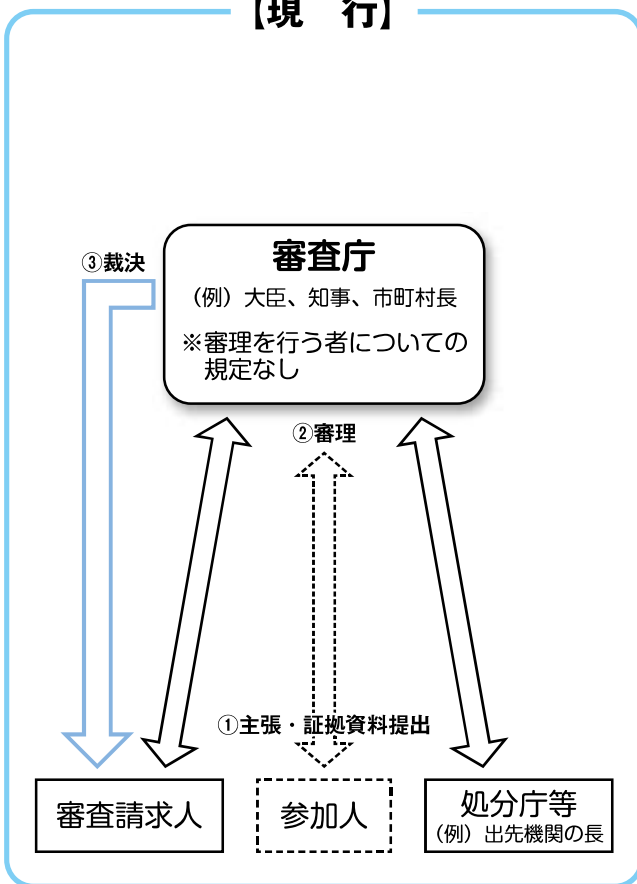 【現　行】
③裁決
審査庁
（例）大臣、知事、市町村長
※審理を行う者についての
規定なし
②審理
①主張・証拠資料提出
審査請求人
参加人
処分庁等
（例）出先機関の長